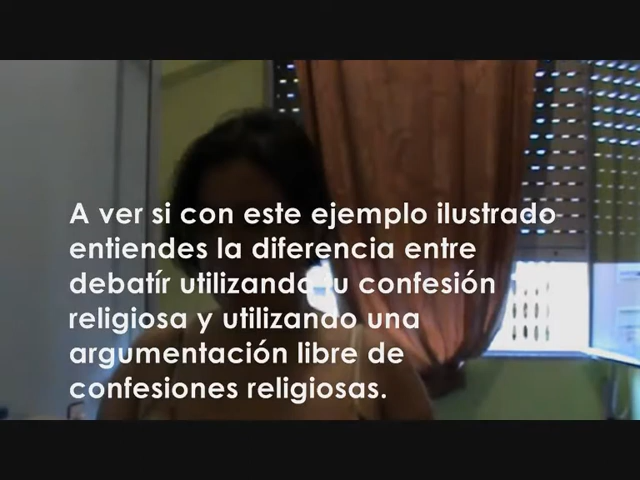 A ver si con este ejemplo ilustrado
entiendes la diferencia entre
debatír utilizando tu confesión
religiosa y utilizando una
argumentación libre de
confesiones religiosas.